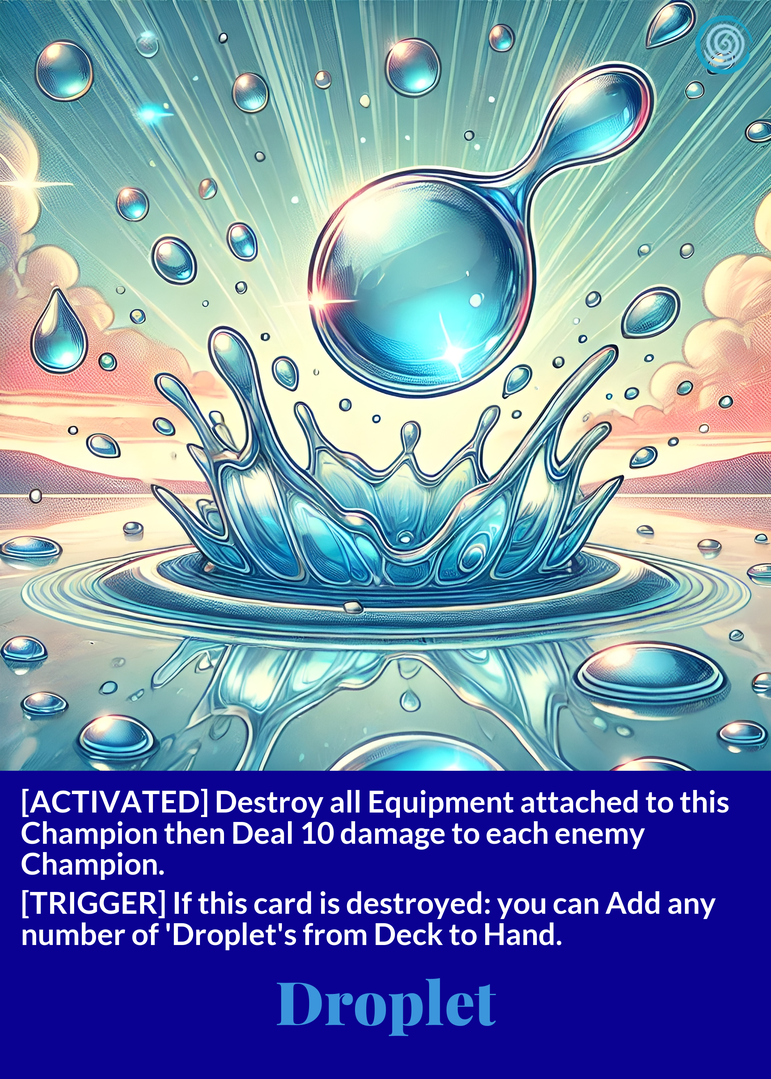 [ACTIVATED] Destroy all Equipment attached to this
Champion then Deal 10 damage to each enemy
Champion.
[TRIGGER] If this card is destroyed: you can Add any
number of 'Droplet's from Deck to Hand.
Droplet